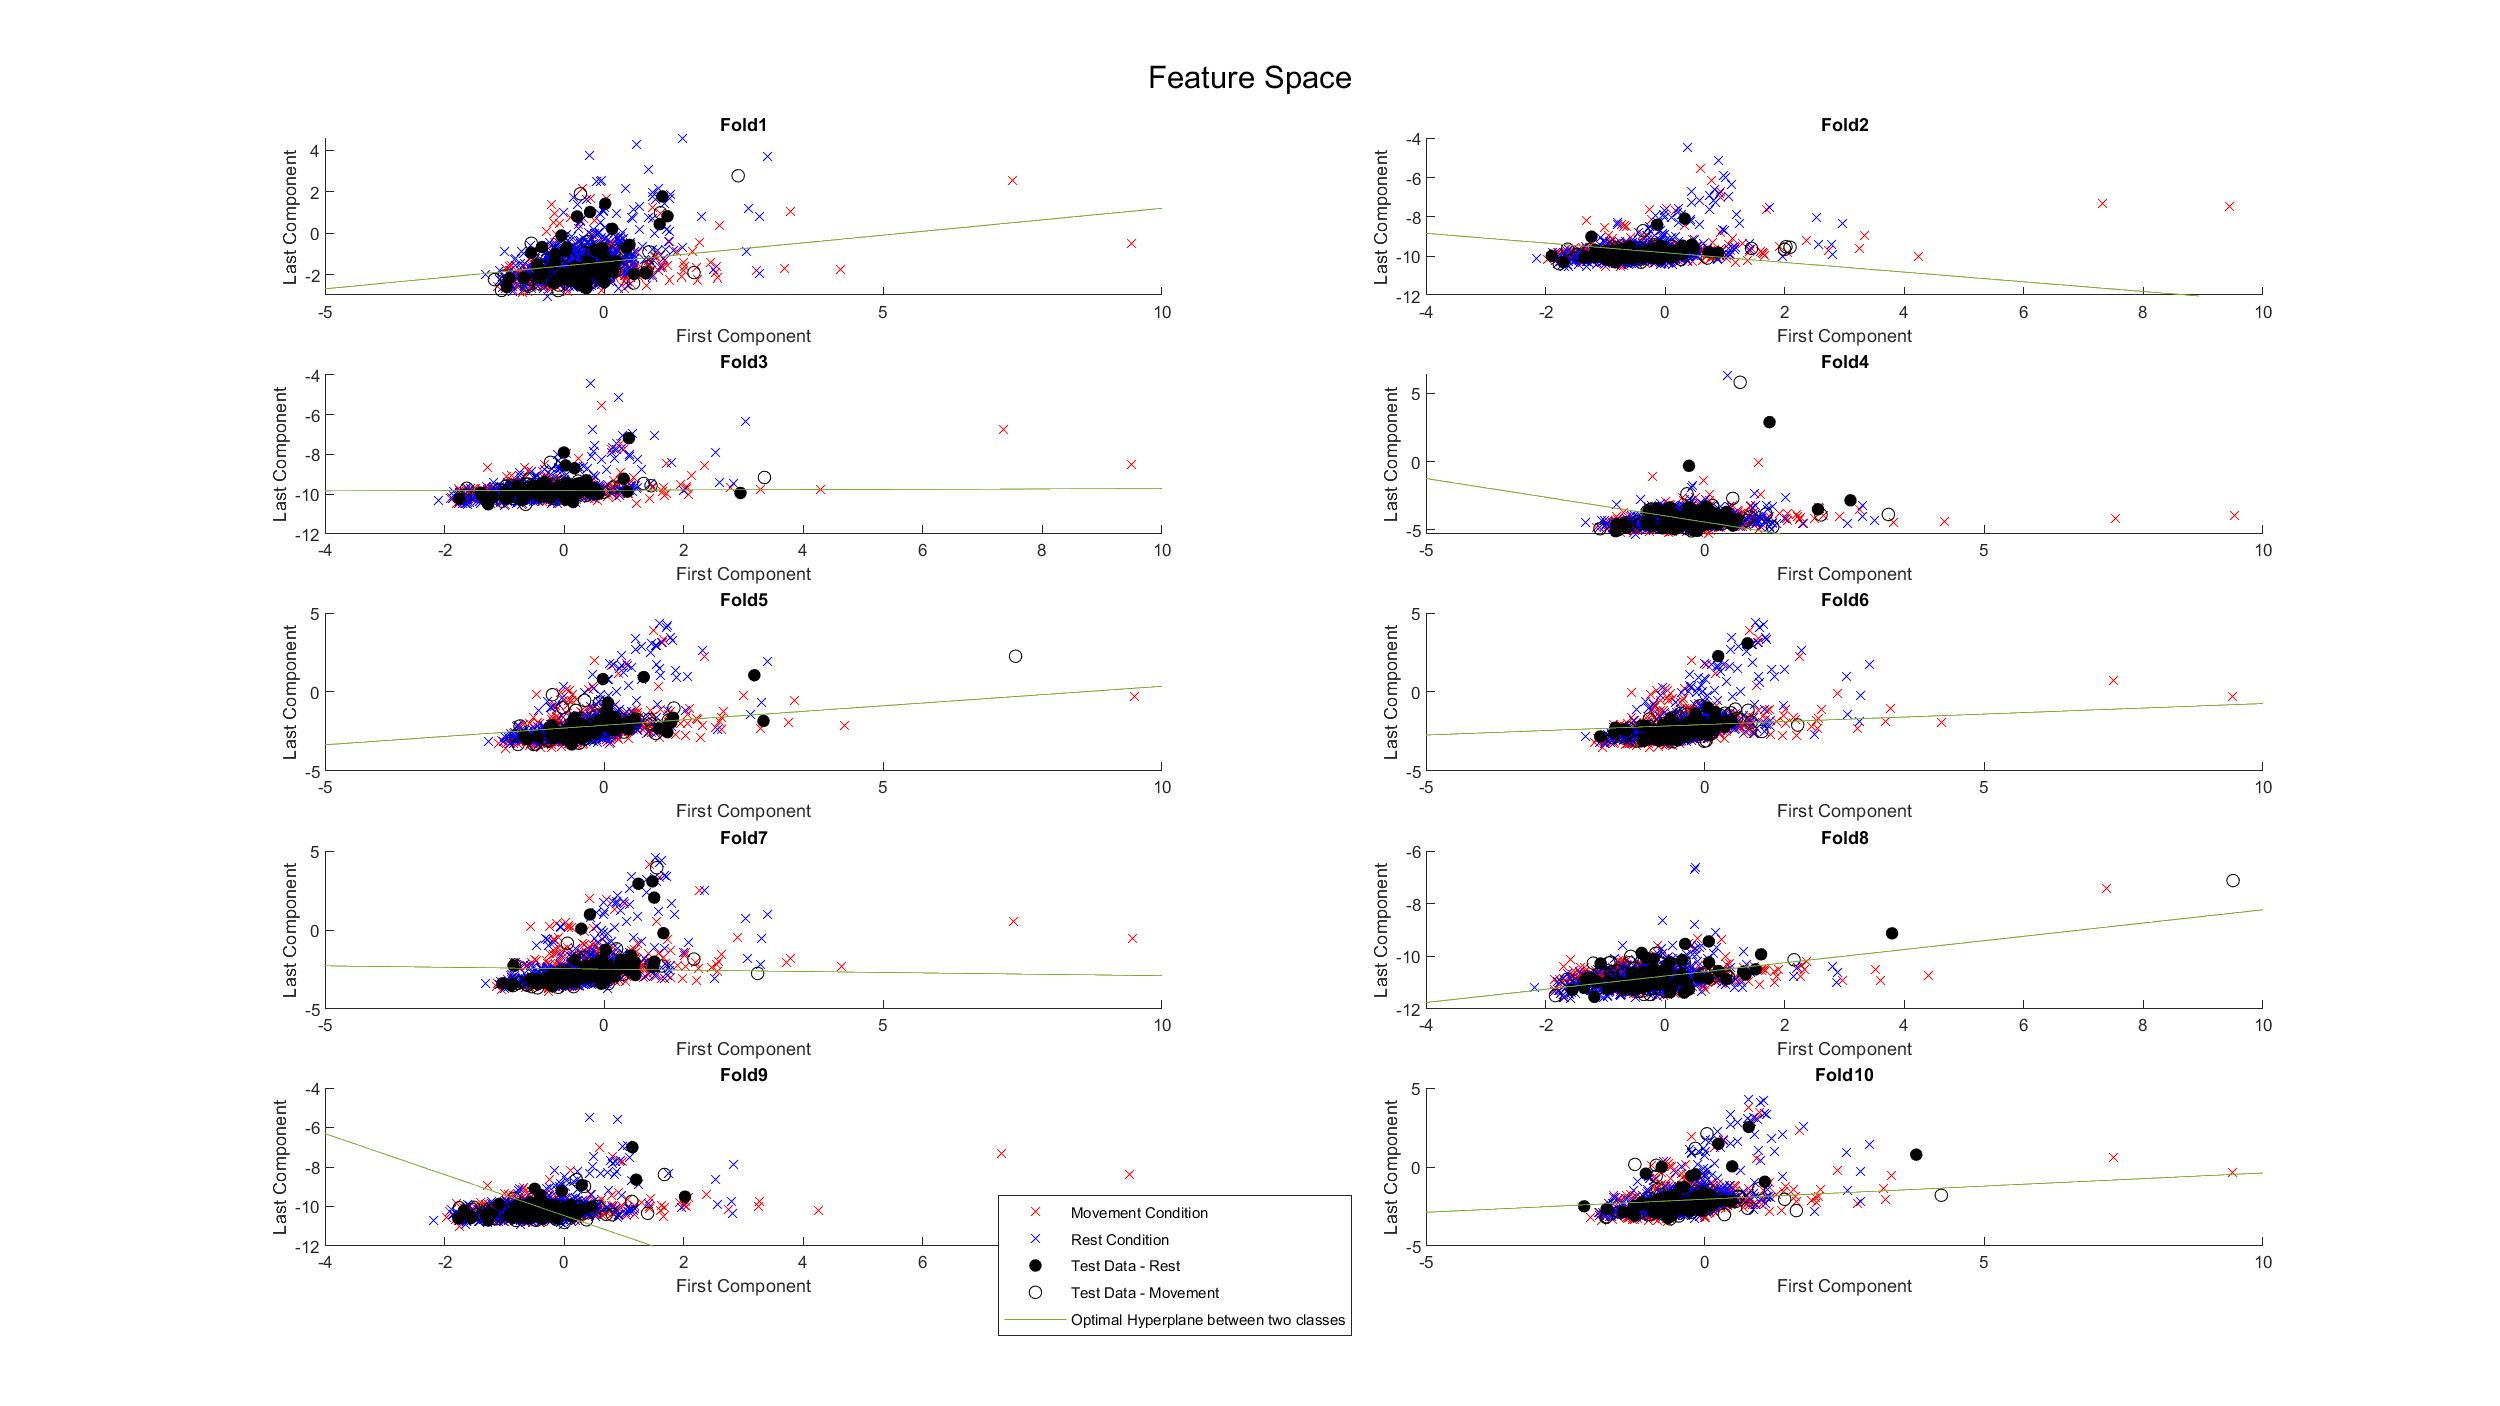 Feature Space
Fold1
4
2
0
-2
-5
0
5
10
Last Component
First Component
Fold2
-4
-6
-8
-10
-12
-4
-2
0
2
4
6
8
10
Last Component
First Component
Fold3
-4
-6
-8
-10
-12
-4
-2
0
2
4
6
8
10
Last Component
First Component
Fold4
5
0
-5
-5
0
5
10
Last Component
First Component
Fold5
5
0
-5
-5
0
5
10
Last Component
First Component
Fold6
5
0
-5
-5
0
5
10
Last Component
First Component
Fold7
5
0
-5
-5
0
5
10
Last Component
First Component
Fold8
-6
-8
-10
-12
-4
-2
0
2
4
6
8
10
Last Component
First Component
Fold9
-4
-6
-8
-10
-12
-4
-2
0
2
4
6
Last Component
First Component
Fold10
5
0
-5
-5
0
5
10
Last Component
First Component
Movement Condition
Rest Condition
Test Data - Rest
Test Data - Movement
Optimal Hyperplane between two classes